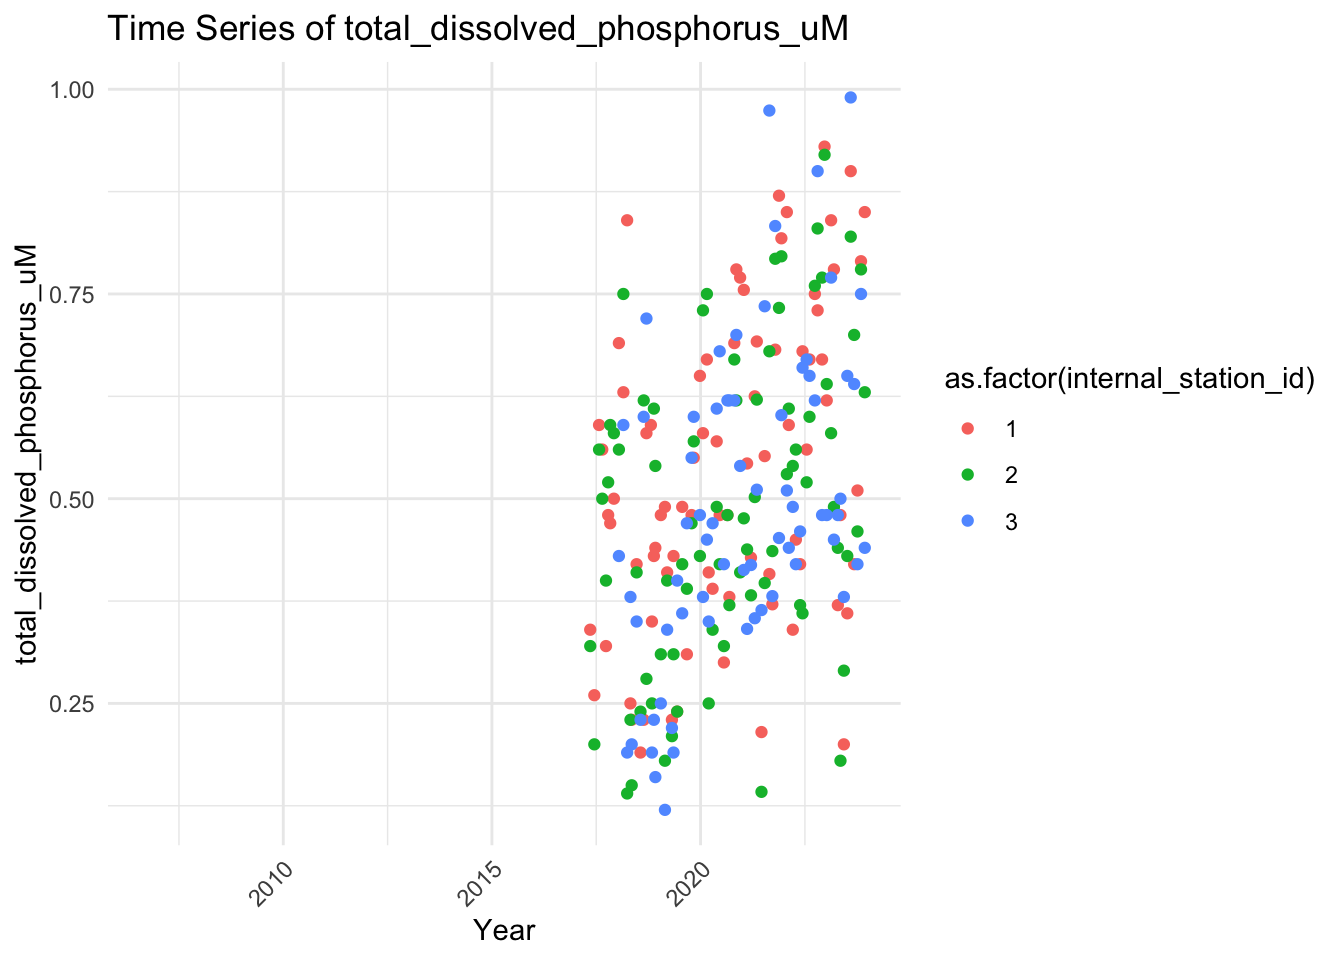 Time Series of total_dissolved_phosphorus_uM
total_dissolved_phosphorus_uM
1.00
0.75
0.50
0.25
2010
2015
2020
Year
as.factor(internal_station_id)
1
2
3